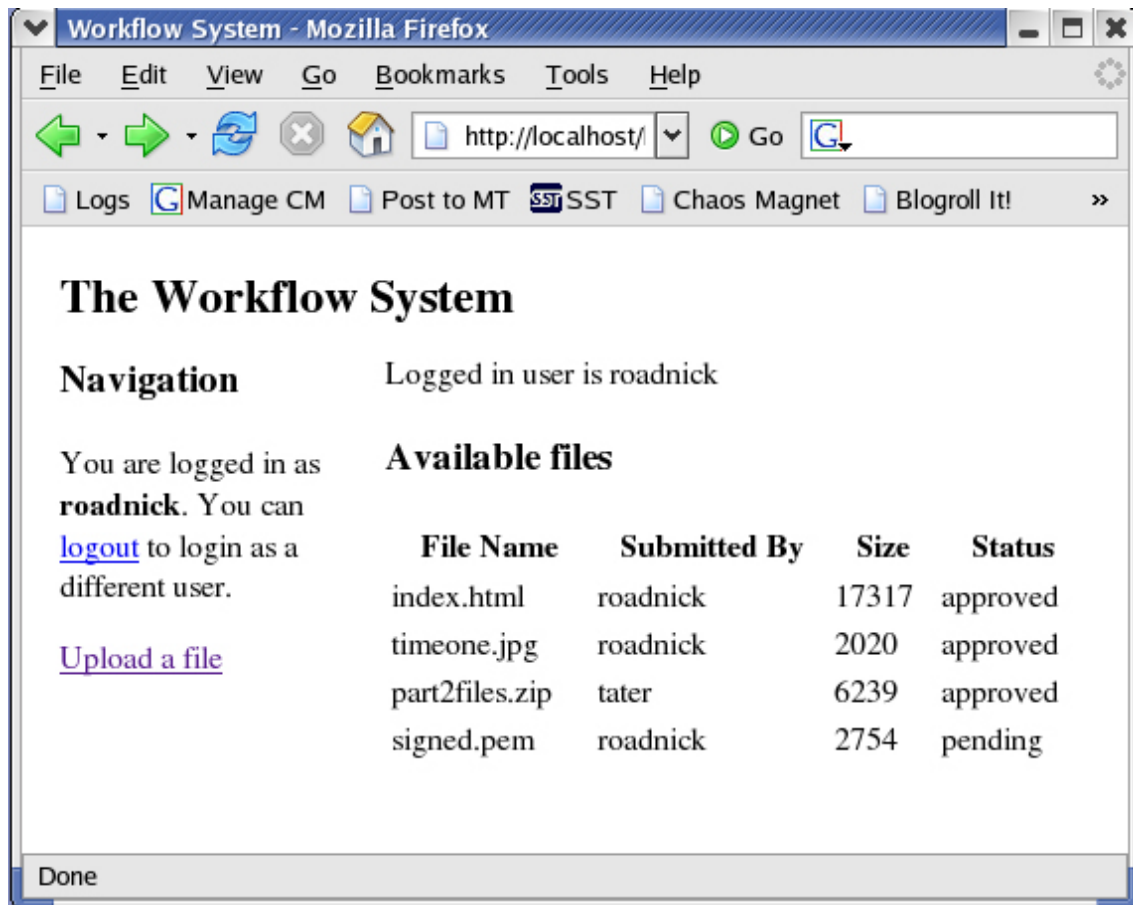 Workflow System - Mozilla Firefox
File Edit View Go Bookmarks Tools Help
http://localhost/ Go G
Logs G Manage CM Post to MT SST SST Chaos Magnet Blogroll It! »
The Workflow System
Navigation
You are logged in as
roadnick. You can
logout to login as a
different user.
Upload a file
Logged in user is roadnick
Available files
File Name Submitted By Size Status
index.html roadnick 17317 approved
timeone.jpg roadnick 2020 approved
part2files.zip tater 6239 approved
signed.pem roadnick 2754 pending
Done